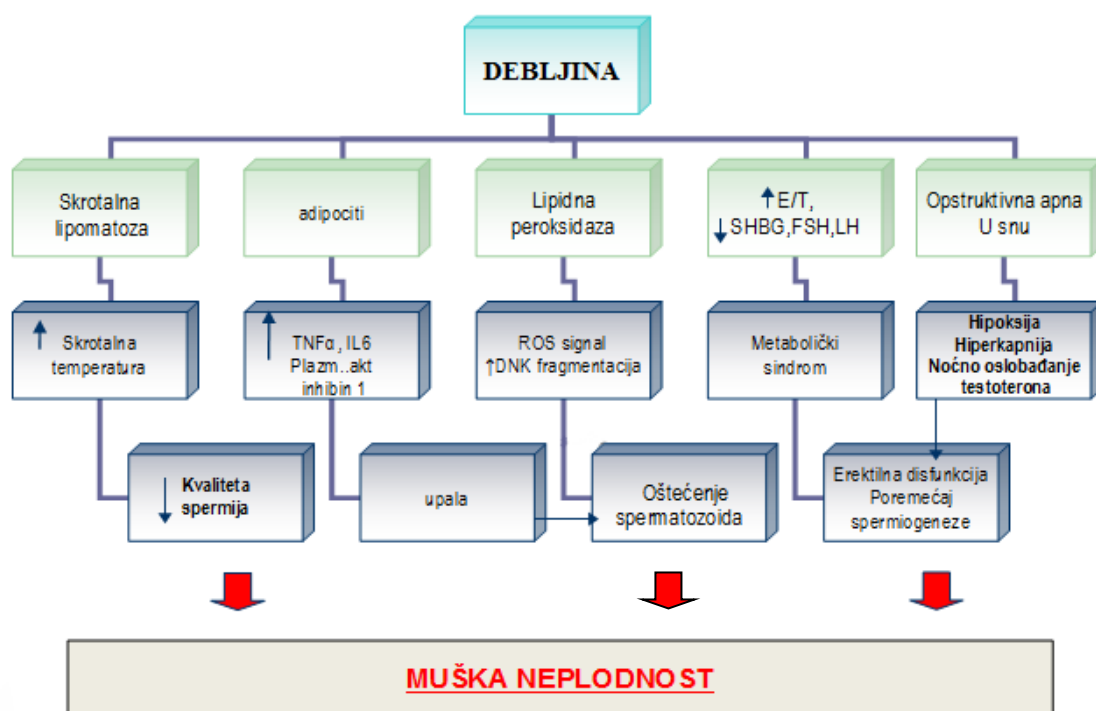 DEBLJINA
Skrotalna
lipomatoza
adipociti
Lipidna
peroksidaza
↑E/T,
↓SHBG,FSH,LH
Opstruktivna apna
U snu
↑ Skrotalna
temperatura
↑ TNFα, IL6
Plazm..akt
inhibin 1
ROS signal
↑DNK fragmentacija
Metabolički
sindrom
Hipoksija
Hiperkapnija
Noćno oslobađanje
testoterona
↓ Kvaliteta
spermija
upala
Oštećenje
spermatozoida
Erektilna disfunkcija
Poremećaj
spermiogeneze
MUŠKA NEPLODNOST